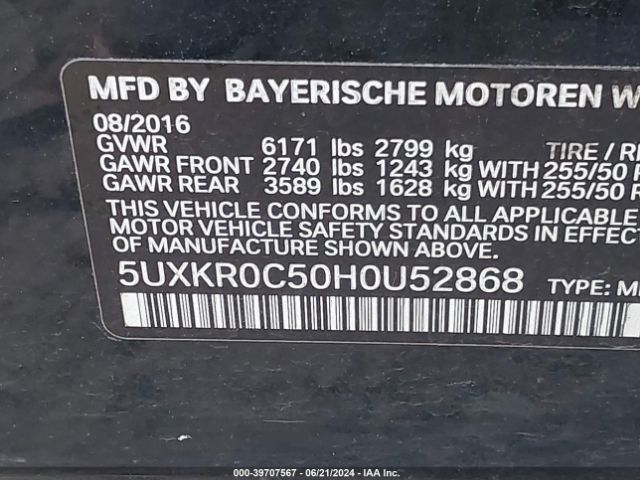 MFD BY BAYERISCHE MOTOREN
08/2016
GVWR 6171 lbs 2799 kg TIRE /
GAWR FRONT 2740 lbs 1243 kg WITH 255/50
GAWR REAR 3589 lbs 1628 kg WITH 255/50
THIS VEHICLE CONFORMS TO ALL APPLICABLE
MOTOR VEHICLE SAFETY STANDARDS IN EFFE
OF MANUFACTURE SHOWN ABOVE.
5UXKR0C50H0U52868 TYPE:
000-39707567 - 06/21/2024 - IAA Inc.